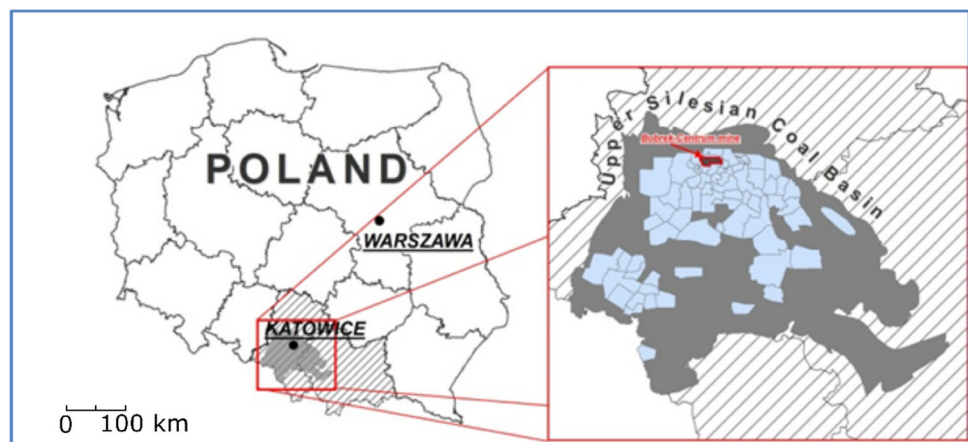 POLAND
WARSZAWA
KATOWICE
0 100 km
Upper Silesian Coal Basin
Bobrek-Centrum mine